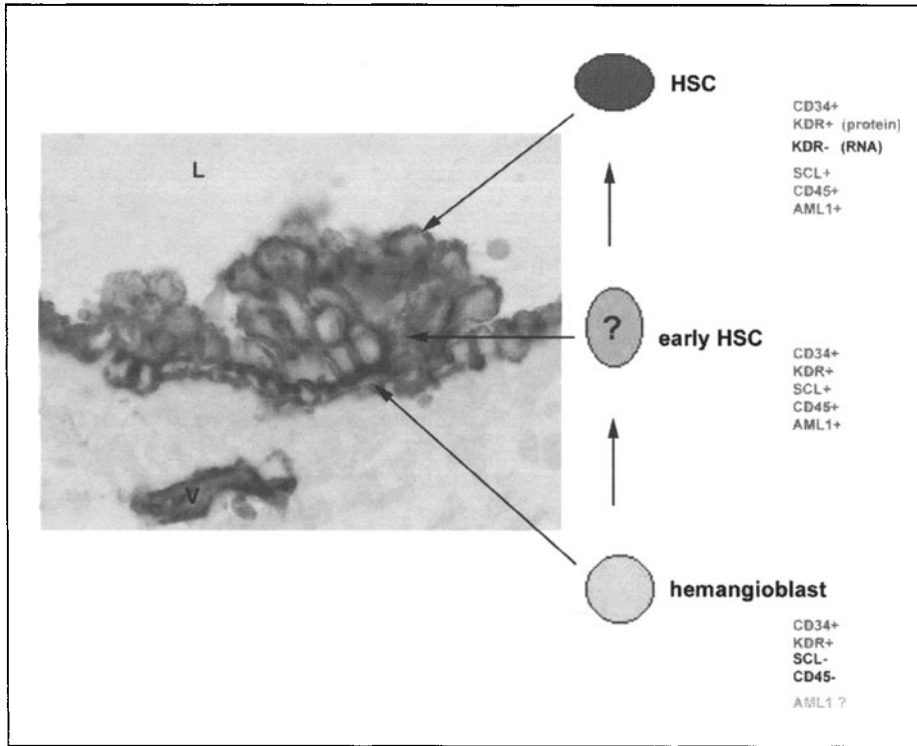 HSC
CD34+
KDR+ (protein)
KDR- (RNA)
SCL+
CD45+
AML1+
L
?
early HSC
CD34+
KDR+
SCL+
CD45+
AML1+
V
hemangioblast
CD34+
KDR+
SCL-
CD45-
AML1 ?